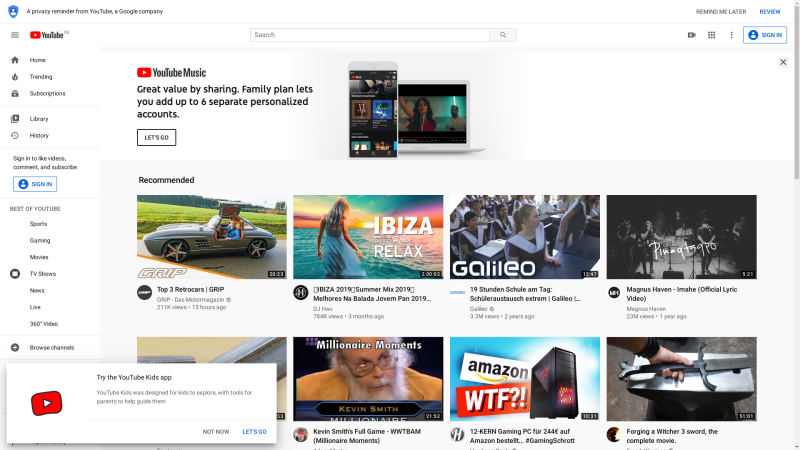 A privacy reminder from YouTube, a Google company
REMIND ME LATER
REVIEW
YouTube
Search
SIGN IN
Home
Trending
Subscriptions
Library
History
Sign in to like videos,
comment, and subscribe.
SIGN IN
BEST OF YOUTUBE
Sports
Gaming
Movies
TV Shows
News
Live
360° Video
Browse channels
YouTube Music
Great value by sharing. Family plan lets
you add up to 6 separate personalized
accounts.
LET'S GO
Recommended
GRIP
20:23
Top 3 Retrocars | GRIP
GRIP - Das Motormagazin
211K views • 15 hours ago
IBIZA
RELAX
2:00:02
IBIZA 2019 Summer Mix 2019
Melhores Na Balada Jovem Pan 2019...
DJ Hao
784K views • 3 months ago
Galileo
12:47
19 Stunden Schule am Tag:
Schüleraustausch extrem | Galileo |...
Galileo
3.3M views • 2 years ago
5:21
Magnus Haven - Imahe (Official Lyric
Video)
Magnus Haven
23M views • 1 year ago
Millionaire Moments
KEVIN SMITH
MILLIONAIRE
21:52
Kevin Smith's Full Game - WWTBAM
(Millionaire Moments)
amazon
WTF?!
10:31
12-KERN Gaming PC für 244€ auf
Amazon bestellt... #GamingSchrott
51:01
Forging a Witcher 3 sword, the
complete movie.
Try the YouTube Kids app
YouTube Kids was designed for kids to explore, with tools for
parents to help guide them
NOT NOW
LET'S GO